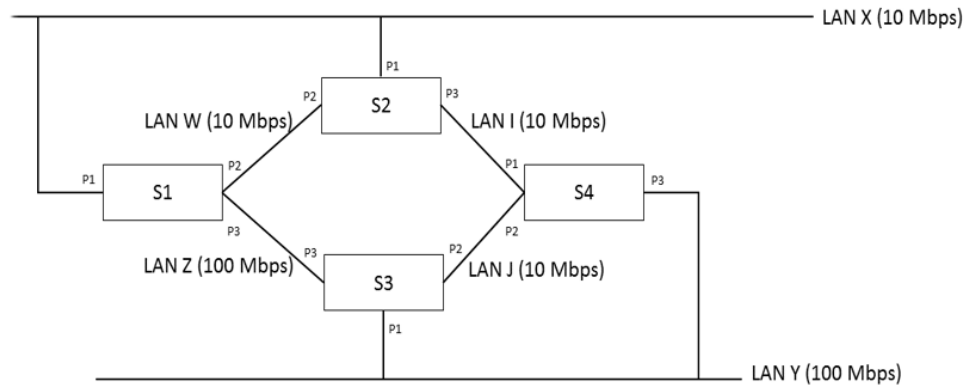 LAN X (10 Mbps)
P1
P2
S2
P3
LAN W (10 Mbps)
LAN I (10 Mbps)
P2
P1
P1
S1
S4
P3
P3
P2
LAN Z (100 Mbps)
P3
P2
LAN J (10 Mbps)
S3
P1
LAN Y (100 Mbps)